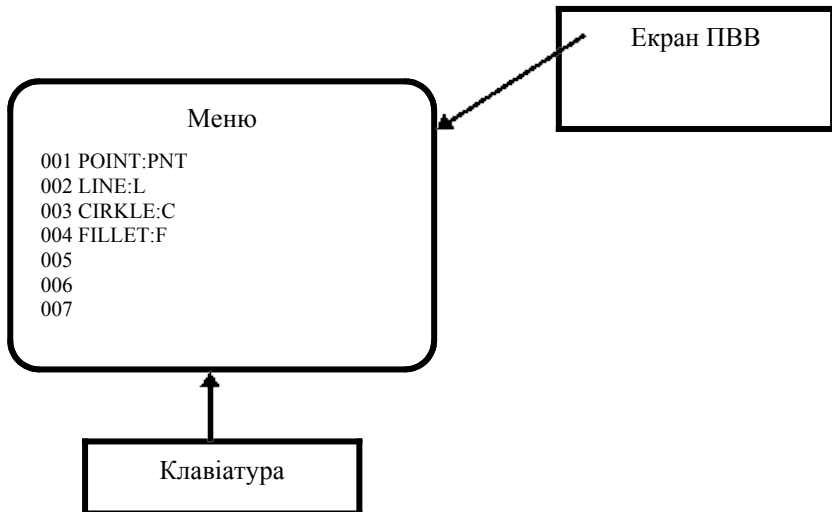 Екран ПВВ
Меню
001 POINT:PNT
002 LINE:L
003 CIRKLE:C
004 FILLET:F
005
006
007
Клавіатура